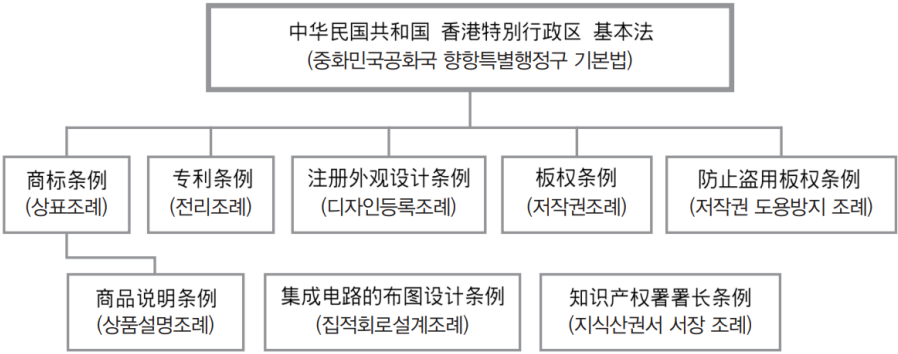 中华民国共和国 香港特別行政区 基本法
(중화민국공화국 향항특별행정구 기본법)
商标条例
(상표조례)
专利条例
(전리조례)
注册外观设计条例
(디자인등록조례)
板权条例
(저작권조례)
防止盗用板权条例
(저작권 도용방지 조례)
商品说明条例
(상품설명조례)
集成电路的布图设计条例
(집적회로설계조례)
知识产权署署长条例
(지식산권서 서장 조례)